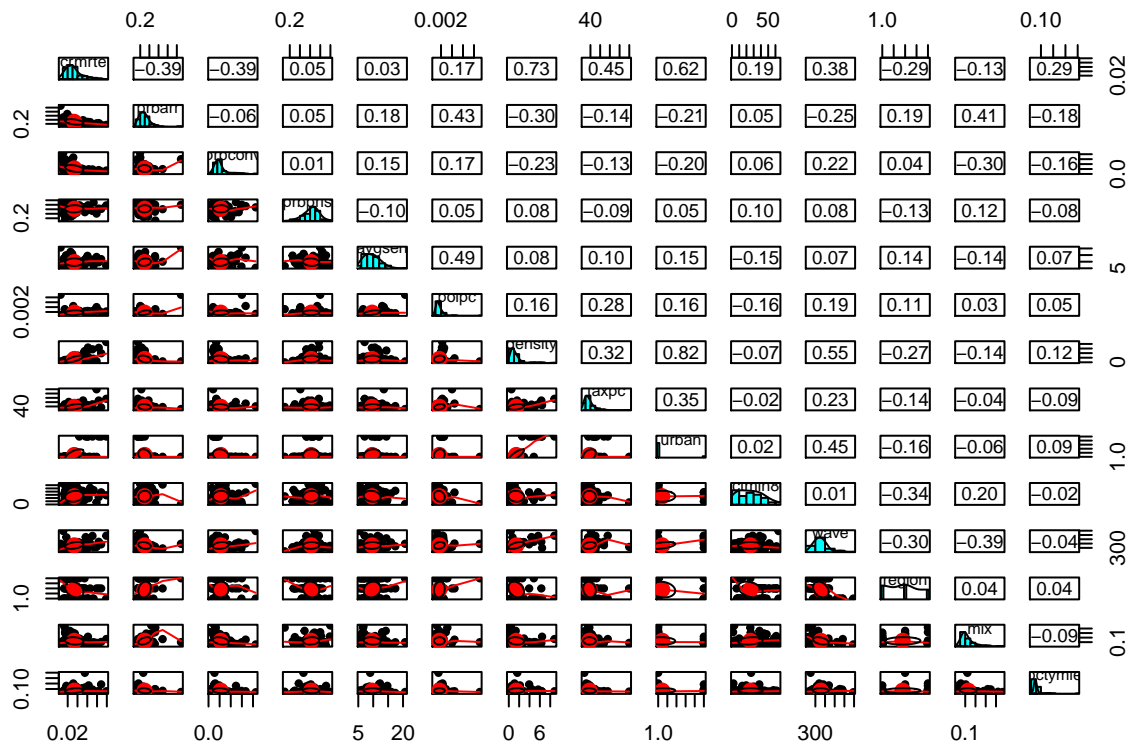 0.2 0.2 0.002 40 0 50 1.0 0.10
crmrte −0.39 −0.39 0.05 0.03 0.17 0.73 0.45 0.62 0.19 0.38 −0.29 −0.13 0.29 0.02
0.2 prbarr −0.06 0.05 0.18 0.43 −0.30 −0.14 −0.21 0.05 −0.25 0.19 0.41 −0.18
prbconv 0.01 0.15 0.17 −0.23 −0.13 −0.20 0.06 0.22 0.04 −0.30 −0.16 0.0
0.2 prbpris −0.10 0.05 0.08 −0.09 0.05 0.10 0.08 −0.13 0.12 −0.08
avgsen 0.49 0.08 0.10 0.15 −0.15 0.07 0.14 −0.14 0.07 5
0.002 polpc 0.16 0.28 0.16 −0.16 0.19 0.11 0.03 0.05
density 0.32 0.82 −0.07 0.55 −0.27 −0.14 0.12 0
40 taxpc 0.35 −0.02 0.23 −0.14 −0.04 −0.09
urban 0.02 0.45 −0.16 −0.06 0.09 1.0
0 0.01 −0.34 0.20 −0.02
wave −0.30 −0.39 −0.04 300
1.0 region 0.04 0.04
mix −0.09 0.1
0.10
0.02 0.0 5 20 0 6 1.0 300 0.1